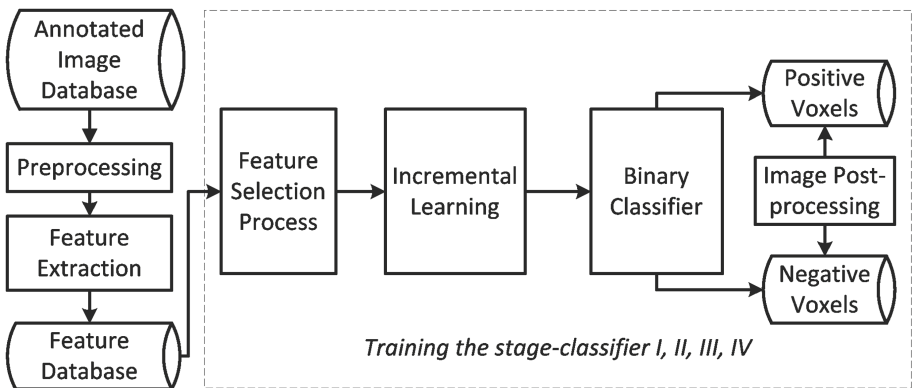 Annotated
Image
Database
Preprocessing
Feature
Extraction
Feature
Database
Feature
Selection
Process
Incremental
Learning
Binary
Classifier
Positive
Voxels
Image Post-
processing
Negative
Voxels
Training the stage-classifier I, II, III, IV